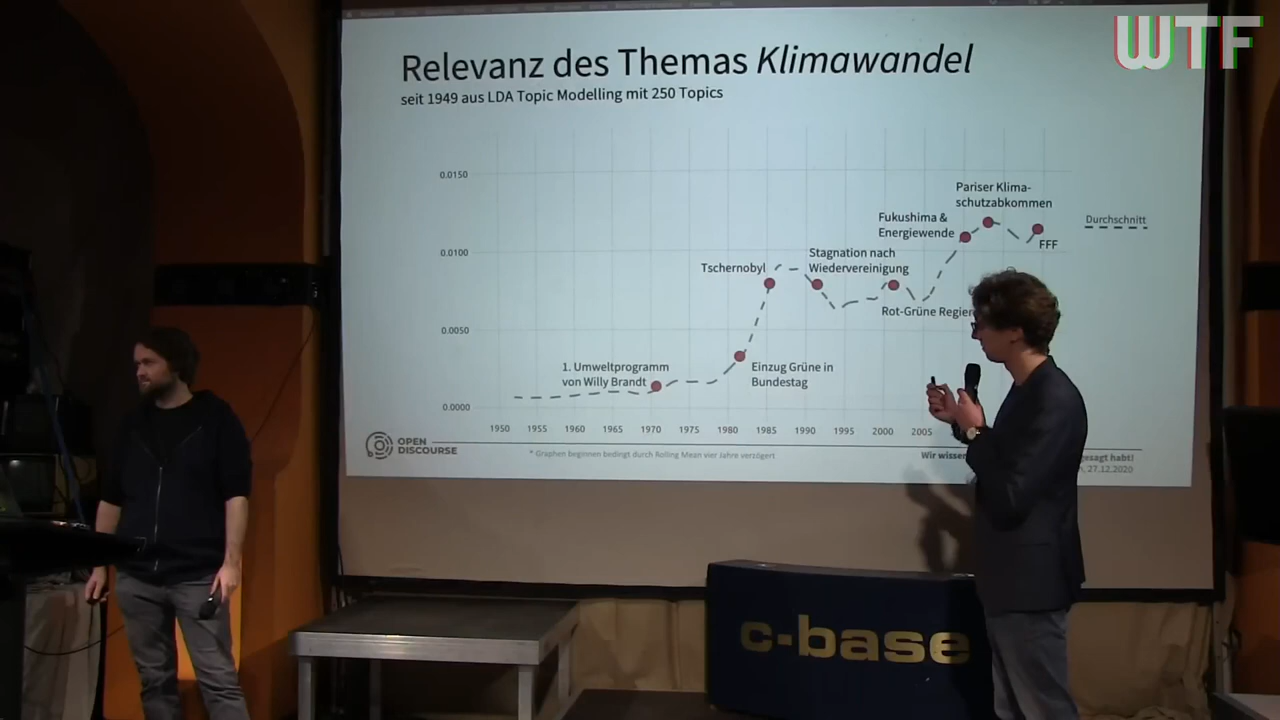 WTF
Relevanz des Themas Klimawandel
seit 1949 aus LDA Topic Modelling mit 250 Topics
0.0150
0.0100
0.0050
0.0000
Pariser Klima-
schutzabkommen
Fukushima &
Energiewende
Durchschnitt
FFF
Stagnation nach
Wiedervereinigung
Tschernobyl
Rot-Grüne Regier
1. Umweltprogramm
von Willy Brandt
Einzug Grüne in
Bundestag
1950 1955 1960 1965 1970 1975 1980 1985 1990 1995 2000 2005
OPEN
DISCOURSE
* Graphen beginnen bedingt durch Rolling Mean vier Jahre verzögert
Wir wissen
gesagt habt!
27.12.2020
c-base